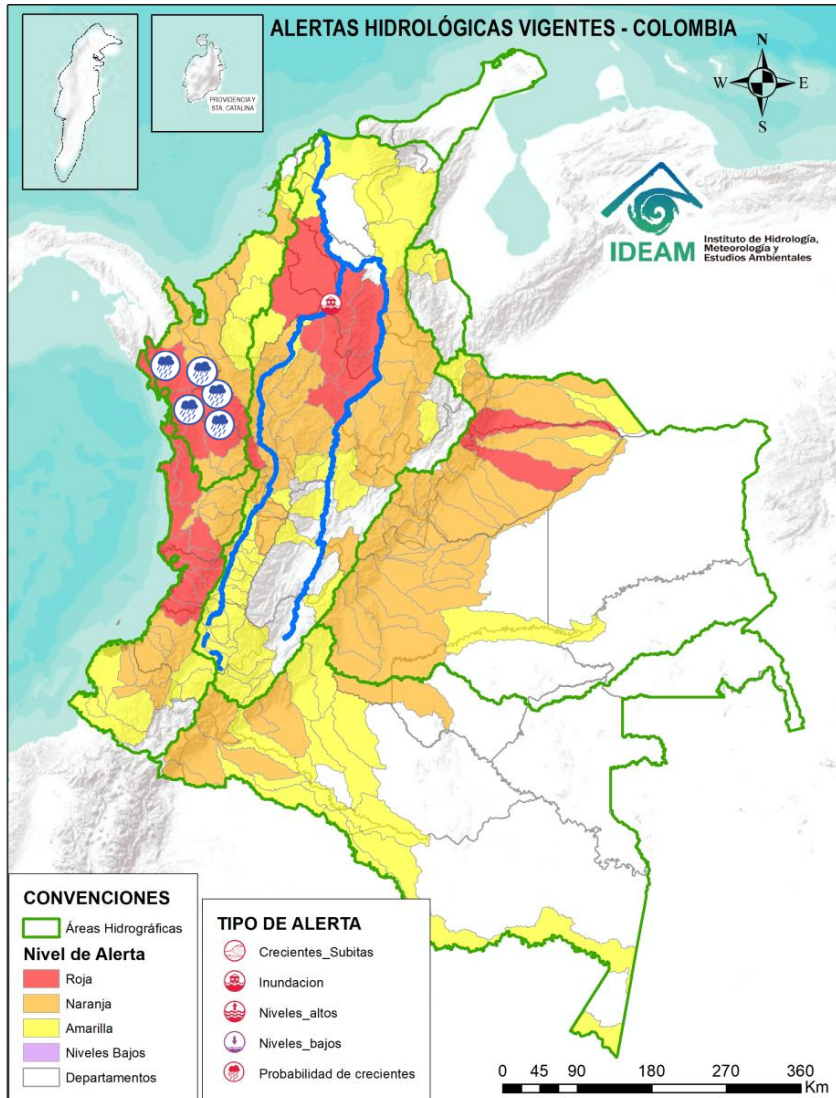 ALERTAS HIDROLÓGICAS VIGENTES - COLOMBIA
PROVIDENCIA Y
STA. CATALINA
N
W
E
S
IDEAM
Instituto de Hidrología,
Meteorología y
Estudios Ambientales
CONVENCIONES
Áreas Hidrográficas
Nivel de Alerta
Roja
Naranja
Amarilla
Niveles Bajos
Departamentos
TIPO DE ALERTA
Crecientes_Subitas
Inundacion
Niveles_altos
Niveles_bajos
Probabilidad de crecientes
0 45 90 180 270 360
Km